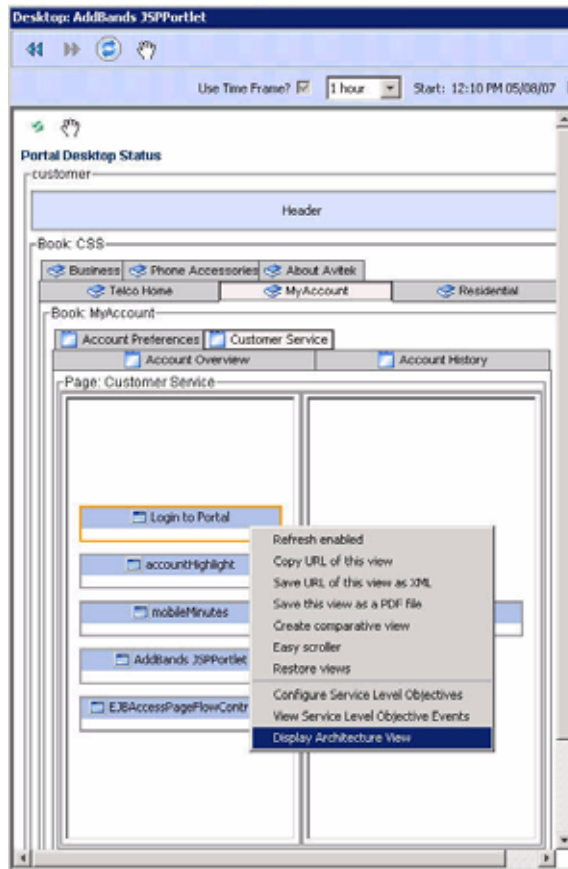 Desktop: AddBands JSPPortlet
Use Time Frame? 1 hour Start: 12:10 PM 05/08/07
Portal Desktop Status
customer
Header
Book: CSS
Business Phone Accessories About Avitek
Telco Home MyAccount Residential
Book: MyAccount
Account Preferences Customer Service
Account Overview Account History
Page: Customer Service
Login to Portal
accountHighlight
mobileMinutes
AddBands JSPPortlet
EJBAccessPageFlowContr
Refresh enabled
Copy URL of this view
Save URL of this view as XML
Save this view as a PDF file
Create comparative view
Easy scroller
Restore views
Configure Service Level Objectives
View Service Level Objective Events
Display Architecture View